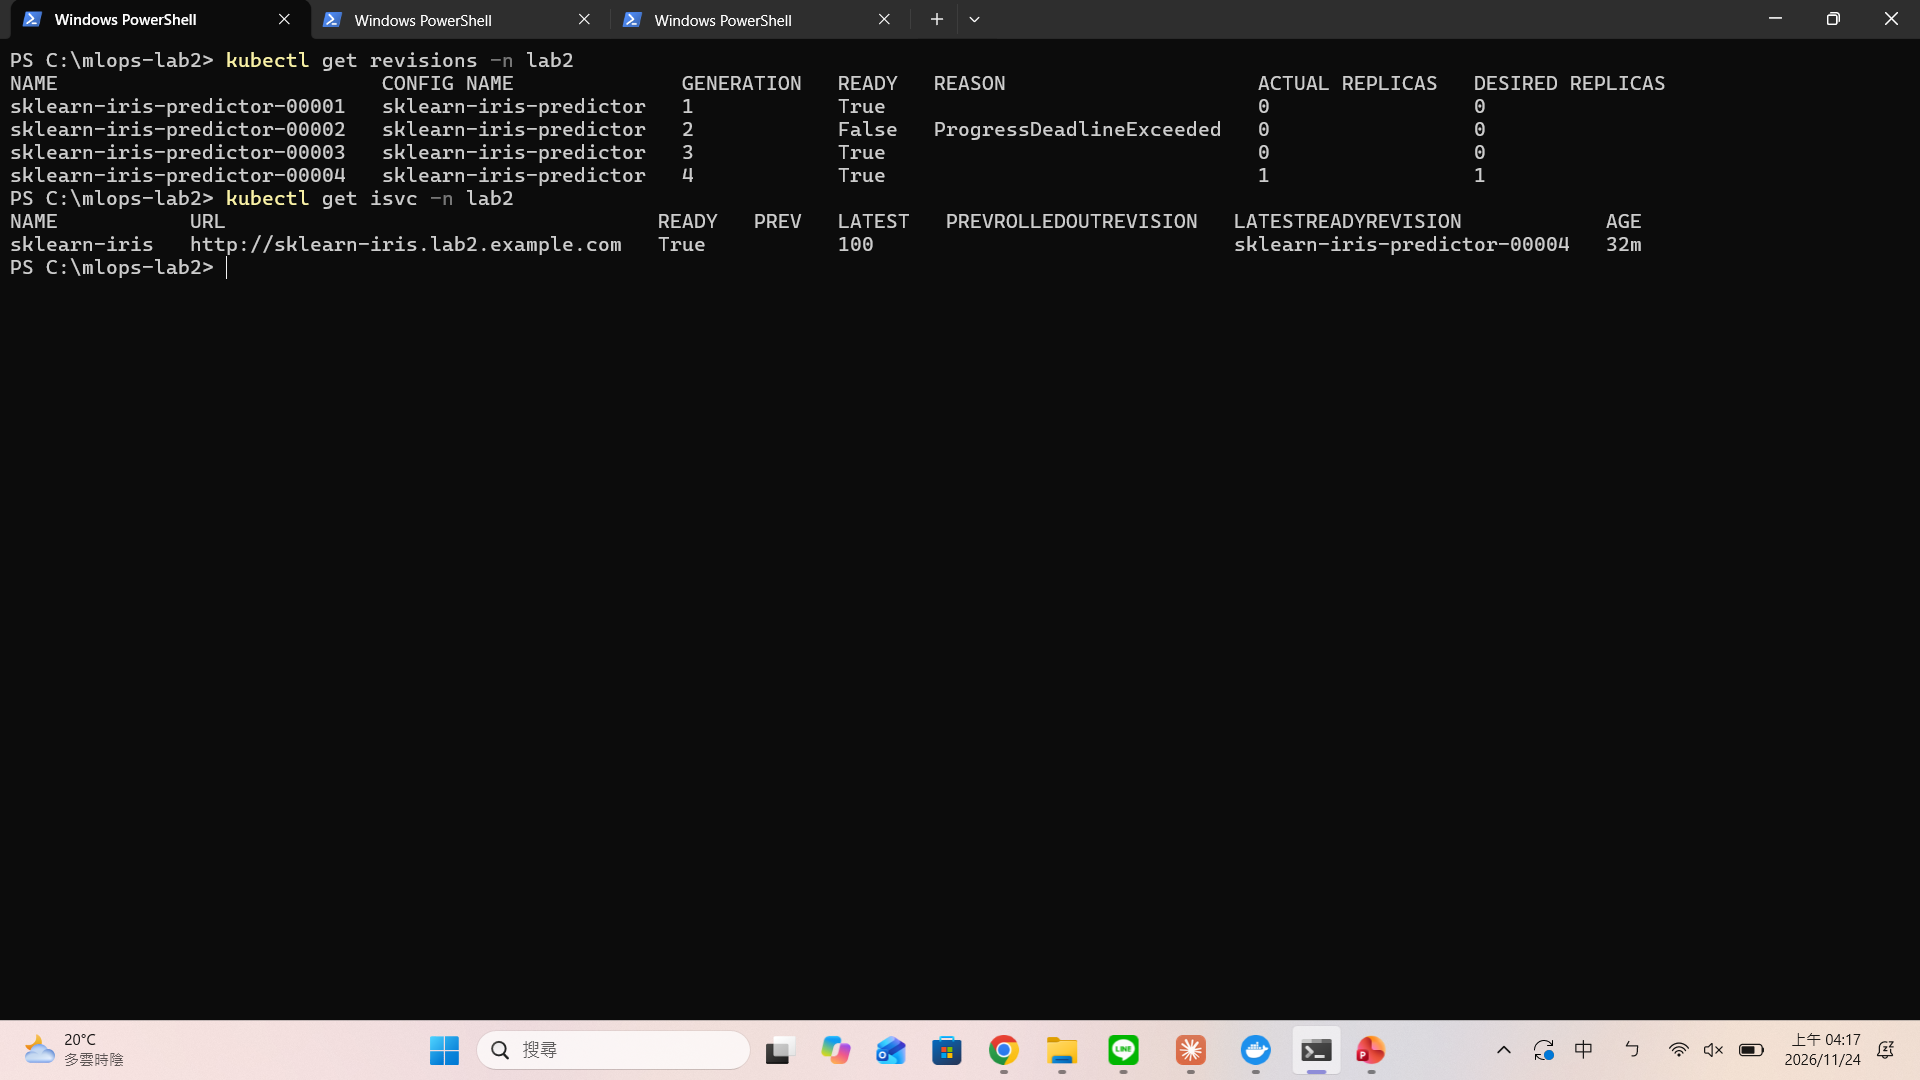 Windows PowerShell
Windows PowerShell
Windows PowerShell
PS C:\mlops-lab2> kubectl get revisions -n lab2
NAME CONFIG NAME GENERATION READY REASON ACTUAL REPLICAS DESIRED REPLICAS
sklearn-iris-predictor-00001 sklearn-iris-predictor 1 True 0 0
sklearn-iris-predictor-00002 sklearn-iris-predictor 2 False ProgressDeadlineExceeded 0 0
sklearn-iris-predictor-00003 sklearn-iris-predictor 3 True 0 0
sklearn-iris-predictor-00004 sklearn-iris-predictor 4 True 1 1
PS C:\mlops-lab2> kubectl get isvc -n lab2
NAME URL READY PREV LATEST PREVROLLEDOUTREVISION LATESTREADYREVISION AGE
sklearn-iris http://sklearn-iris.lab2.example.com True 100 sklearn-iris-predictor-00004 32m
PS C:\mlops-lab2>
20°C
多雲時陰
搜尋
LINE
中
ㄅ
上午 04:17
2026/11/24